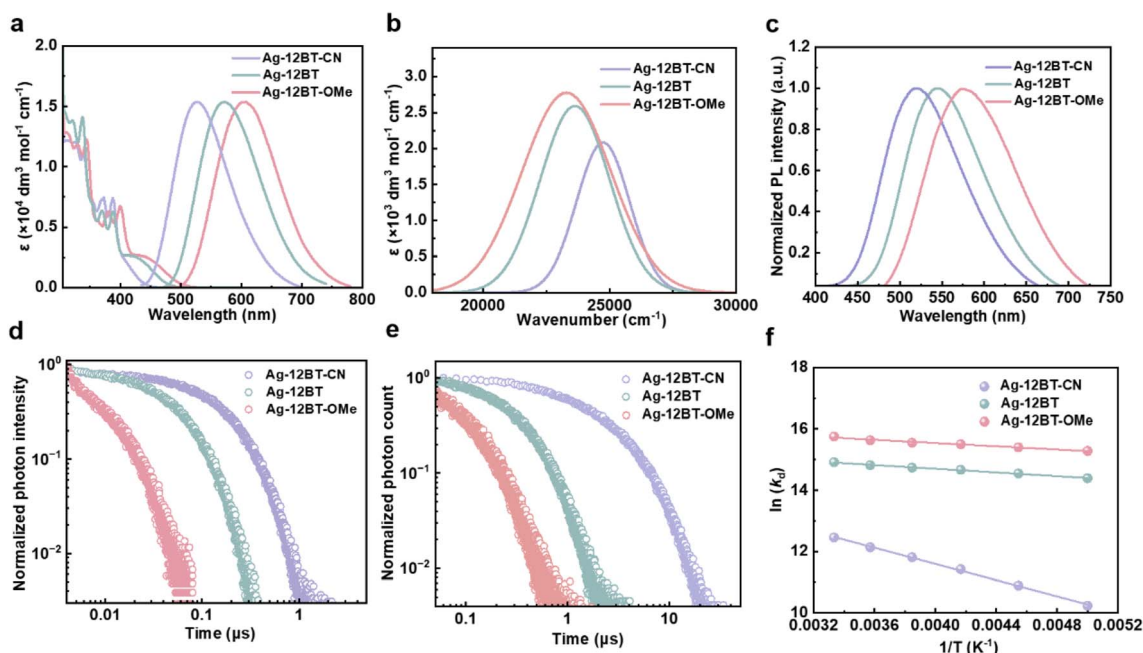 a
2.0
1.5
1.0
0.5
0.0
ε (×10⁴ dm³ mol⁻¹ cm⁻¹)
400 500 600 700 800
Wavelength (nm)
Ag-12BT-CN
Ag-12BT
Ag-12BT-OMe
b
3.5
3.0
2.5
2.0
1.5
1.0
0.5
0.0
ε (×10³ dm³ mol⁻¹ cm⁻¹)
20000 25000 30000
Wavenumber (cm⁻¹)
Ag-12BT-CN
Ag-12BT
Ag-12BT-OMe
c
1.2
1.0
0.8
0.6
0.4
0.2
Normalized PL intensity (a.u.)
400 450 500 550 600 650 700 750
Wavelength (nm)
Ag-12BT-CN
Ag-12BT
Ag-12BT-OMe
d
10⁰
10⁻¹
10⁻²
Normalized photon intensity
0.01 0.1 1
Time (µs)
Ag-12BT-CN
Ag-12BT
Ag-12BT-OMe
e
10⁰
10⁻¹
10⁻²
Normalized photon count
0.1 1 10
Time (µs)
Ag-12BT-CN
Ag-12BT
Ag-12BT-OMe
f
18
16
14
12
10
ln (k_d)
0.0032 0.0036 0.0040 0.0044 0.0048 0.0052
1/T (K⁻¹)
Ag-12BT-CN
Ag-12BT
Ag-12BT-OMe